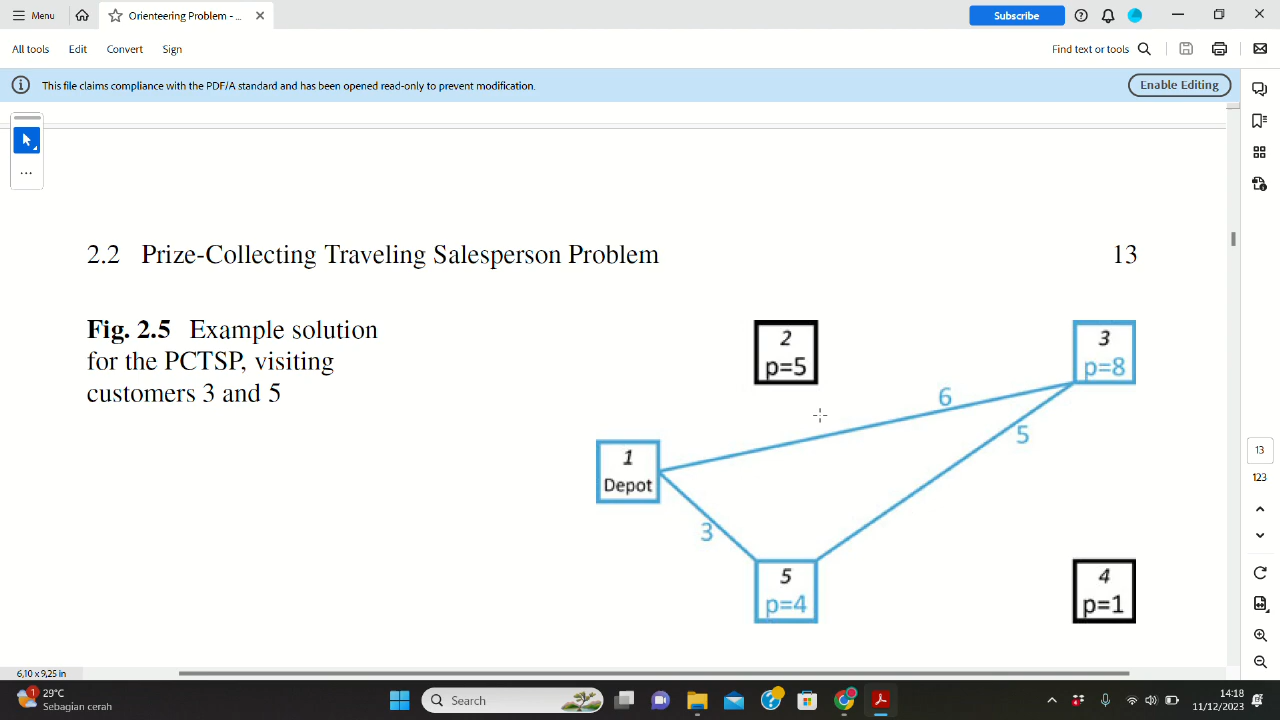 Menu
Orienteering Problem - ...
Subscribe
All tools
Edit
Convert
Sign
Find text or tools
This file claims compliance with the PDF/A standard and has been opened read-only to prevent modification.
Enable Editing
2.2 Prize-Collecting Traveling Salesperson Problem
13
Fig. 2.5 Example solution
for the PCTSP, visiting
customers 3 and 5
2
p=5
3
p=8
6
5
1
Depot
3
5
p=4
4
p=1
13
123
6,10 x 9,25 in
1
29°C
Sebagian cerah
Search
14:18
11/12/2023